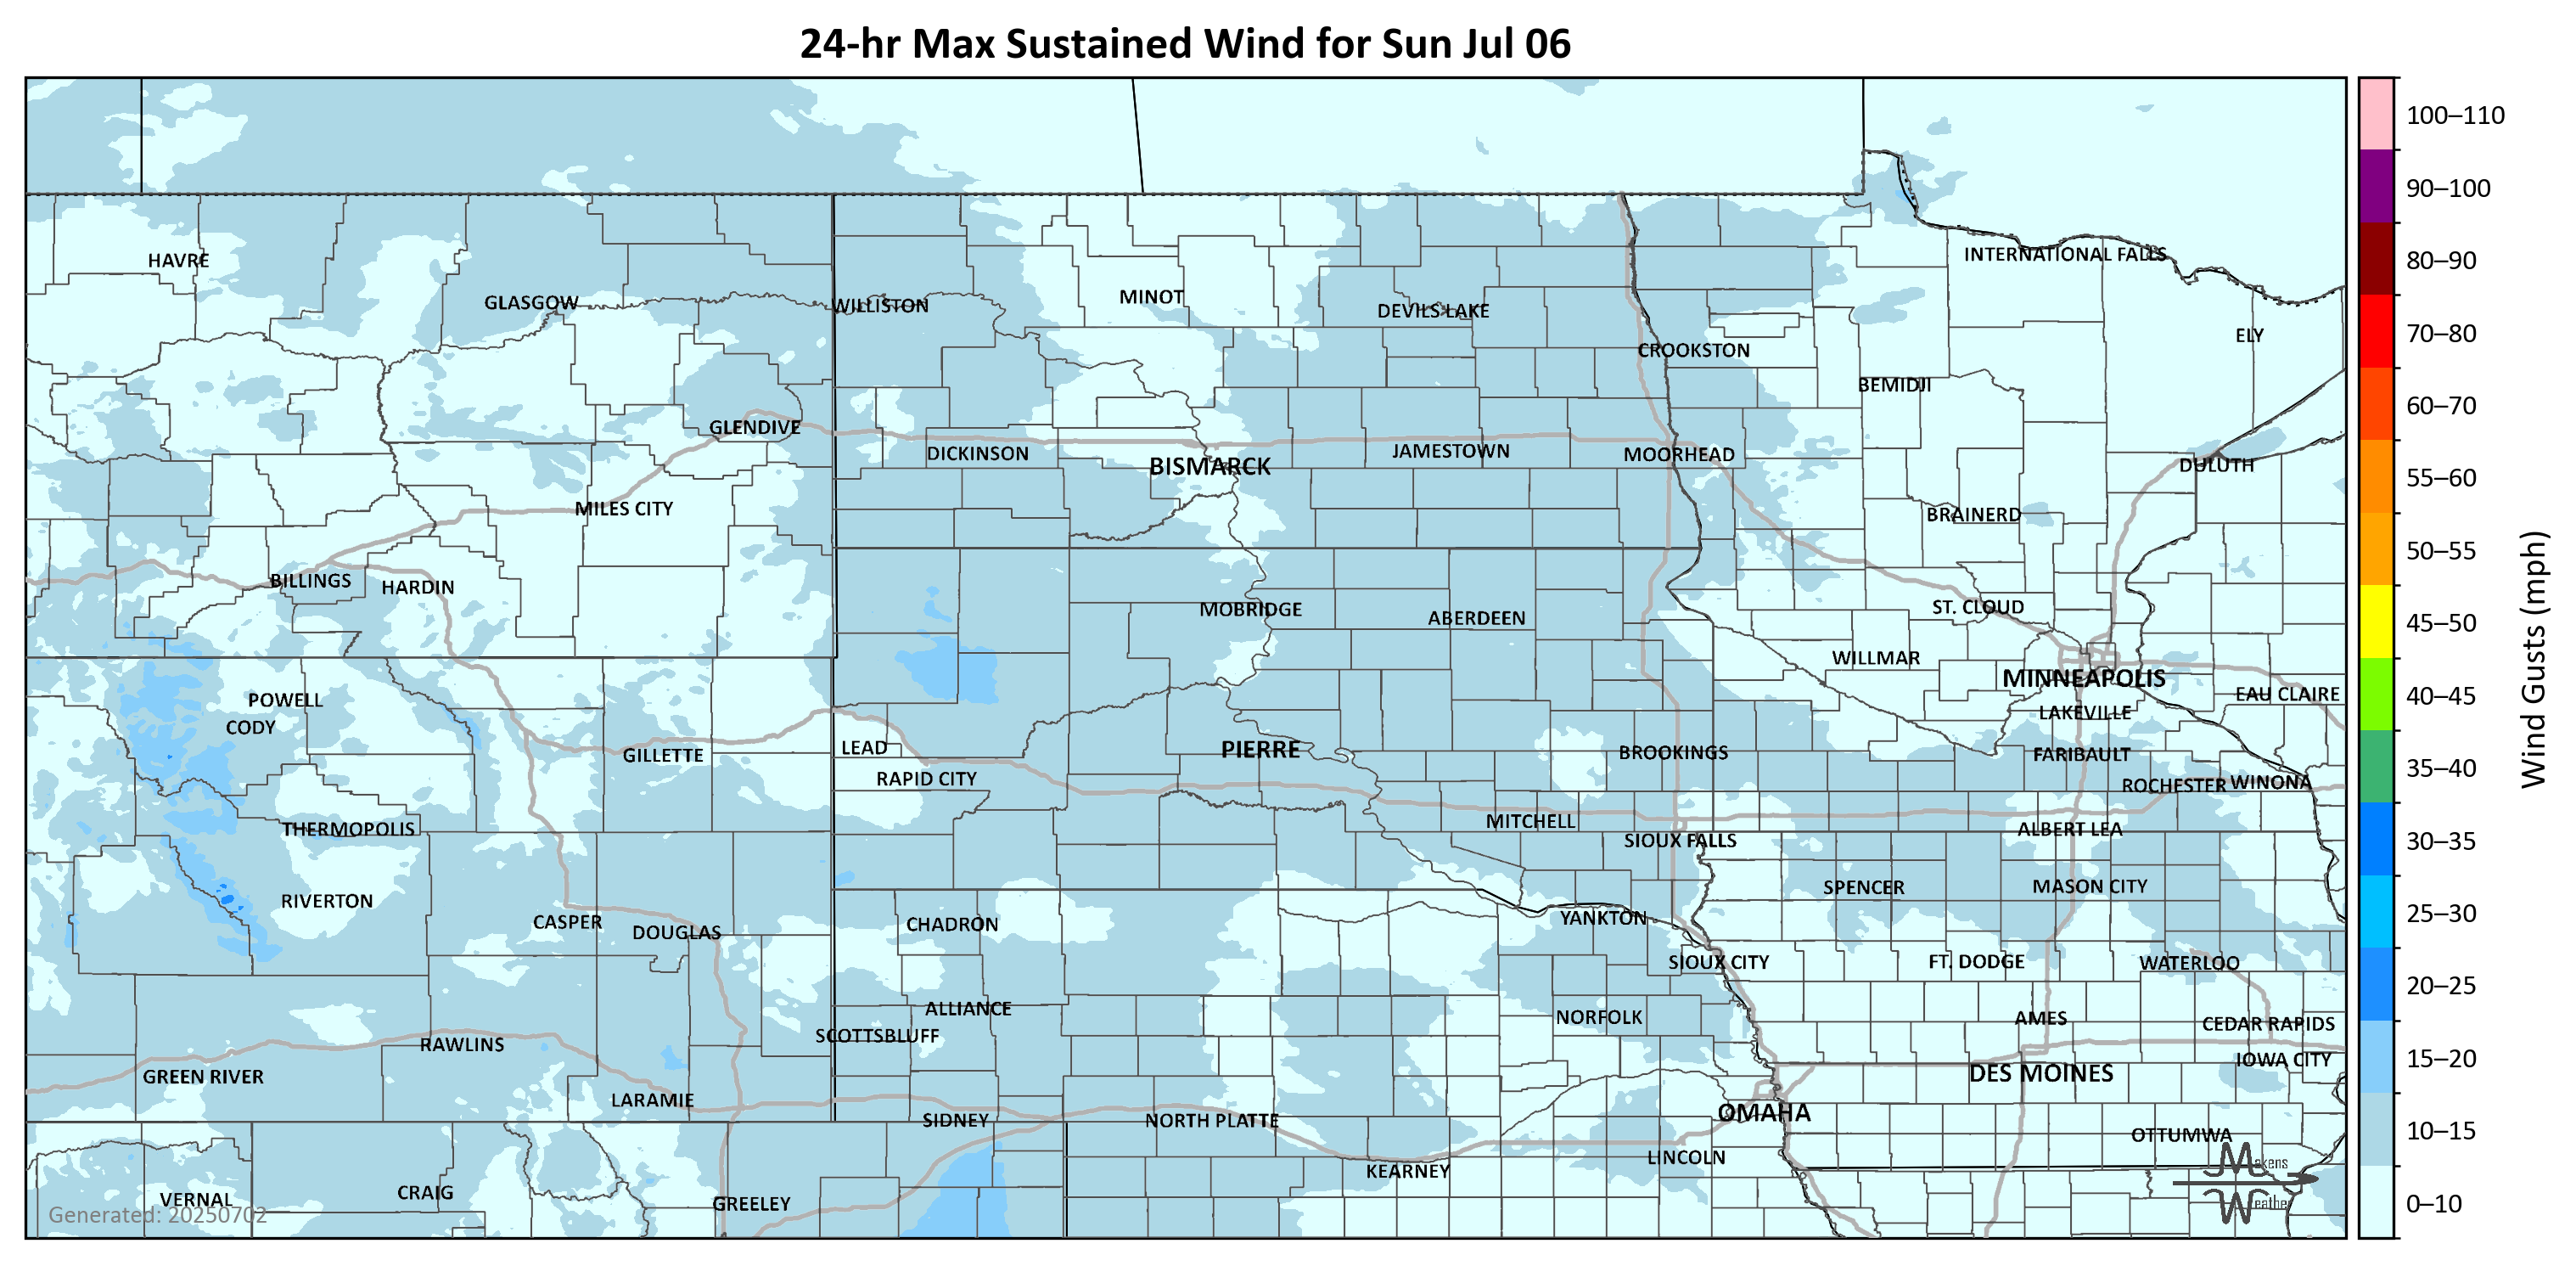 24-hr Max Sustained Wind for Sun Jul 06
100–110
90–100
80–90
70–80
60–70
55–60
50–55
45–50
40–45
35–40
30–35
25–30
20–25
15–20
10–15
0–10
Wind Gusts (mph)
HAVRE
INTERNATIONAL FALLS
GLASGOW
WILLISTON
MINOT
DEVILS LAKE
ELY
CROOKSTON
BEMIDJI
GLENDIVE
DICKINSON
BISMARCK
JAMESTOWN
MOORHEAD
DULUTH
MILES CITY
BRAINERD
BILLINGS
HARDIN
MOBRIDGE
ABERDEEN
ST. CLOUD
WILLMAR
MINNEAPOLIS
EAU CLAIRE
POWELL
CODY
LAKEVILLE
GILLETTE
LEAD
PIERRE
BROOKINGS
FARIBAULT
RAPID CITY
ROCHESTER
WINONA
THERMOPOLIS
MITCHELL
SIOUX FALLS
ALBERT LEA
RIVERTON
SPENCER
MASON CITY
CASPER
DOUGLAS
CHADRON
YANKTON
SIOUX CITY
FT. DODGE
WATERLOO
ALLIANCE
NORFOLK
AMES
CEDAR RAPIDS
SCOTTSBLUFF
RAWLINS
IOWA CITY
GREEN RIVER
DES MOINES
LARAMIE
SIDNEY
NORTH PLATTE
OMAHA
OTTUMWA
KEARNEY
LINCOLN
VERNAL
CRAIG
GREELEY
Makens
Weather
Generated: 20250702